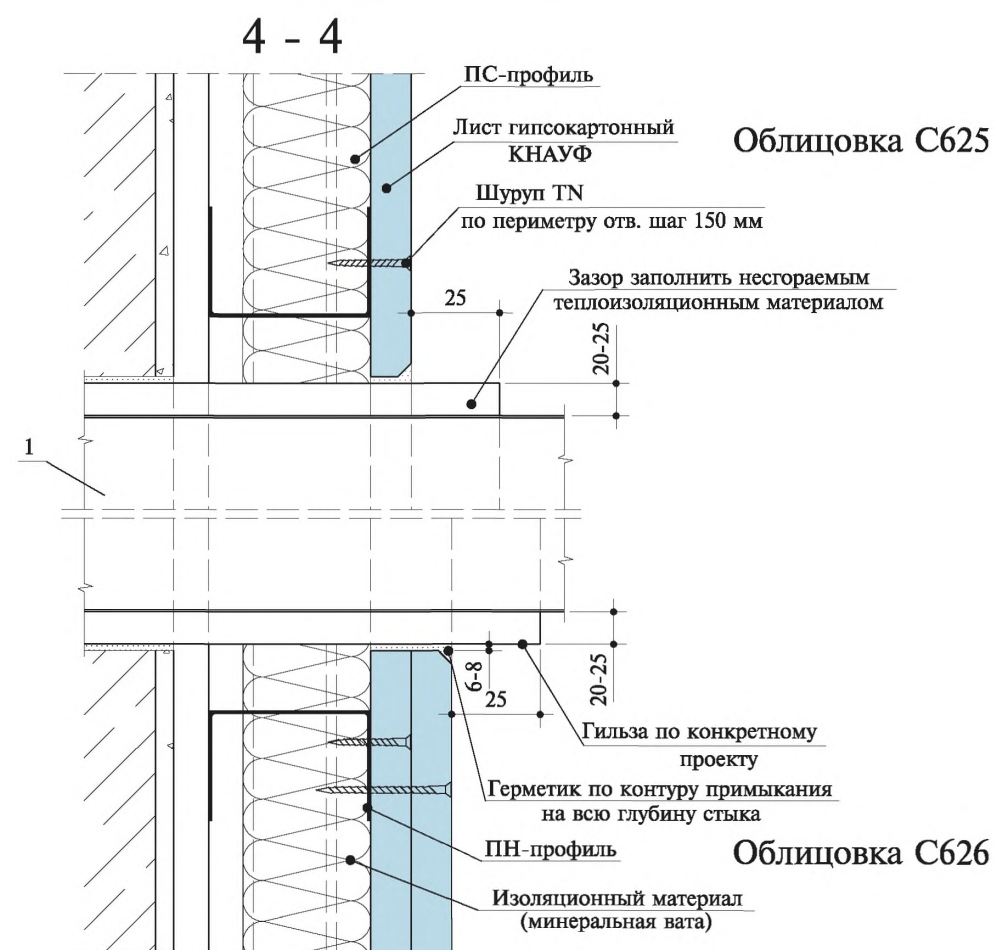 4 - 4
ПС-профиль
Лист гипсокартонный
КНАУФ
Облицовка С625
Шуруп TN
по периметру отв. шаг 150 мм
Зазор заполнить несгораемым
теплоизоляционным материалом
25
20-25
1
6-8
25
20-25
Гильза по конкретному
проекту
Герметик по контуру примыкания
на всю глубину стыка
ПН-профиль
Облицовка С626
Изоляционный материал
(минеральная вата)